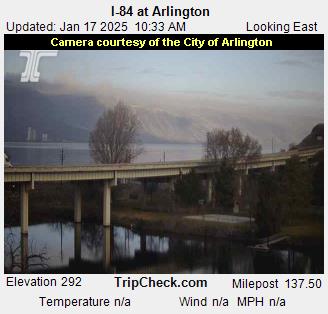 I-84 at Arlington
Updated: Jan 17 2025 10:33 AM Looking East
Camera courtesy of the City of Arlington
Elevation 292 TripCheck.com Milepost 137.50
Temperature n/a Wind n/a MPH n/a